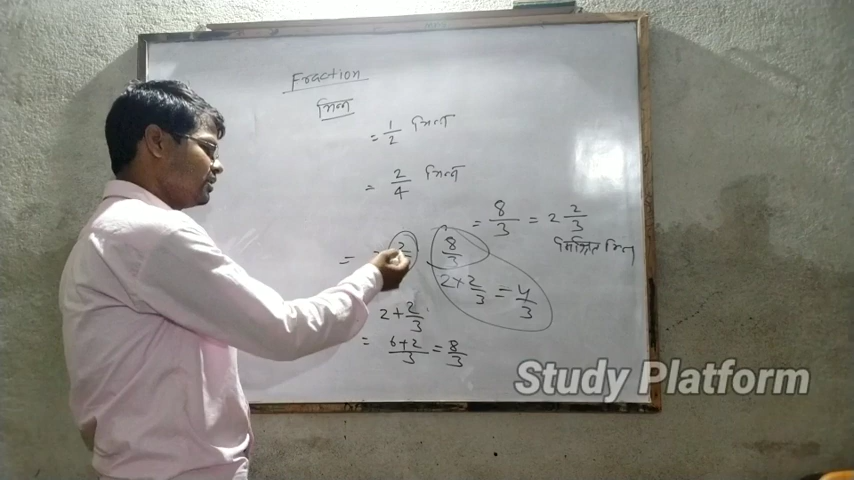 Fraction
भिन्न
= 1/2 भिन्न
= 2/4 भिन्न
= 8/3 = 2 2/3
मिश्रित भिन्न
=
8/3
2 × 2/3 = 4/3
2 + 2/3
= 6+2/3 = 8/3
Study Platform